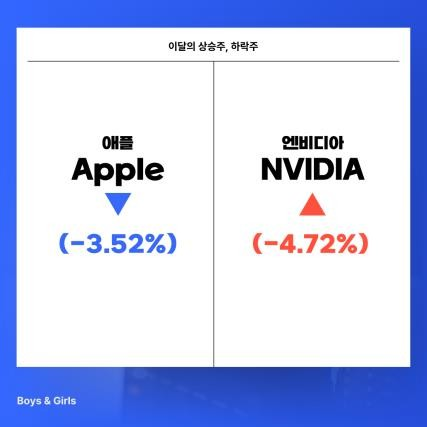 이달의 상승주, 하락주
애플
Apple
(-3.52%)
엔비디아
NVIDIA
(-4.72%)
Boys & Girls